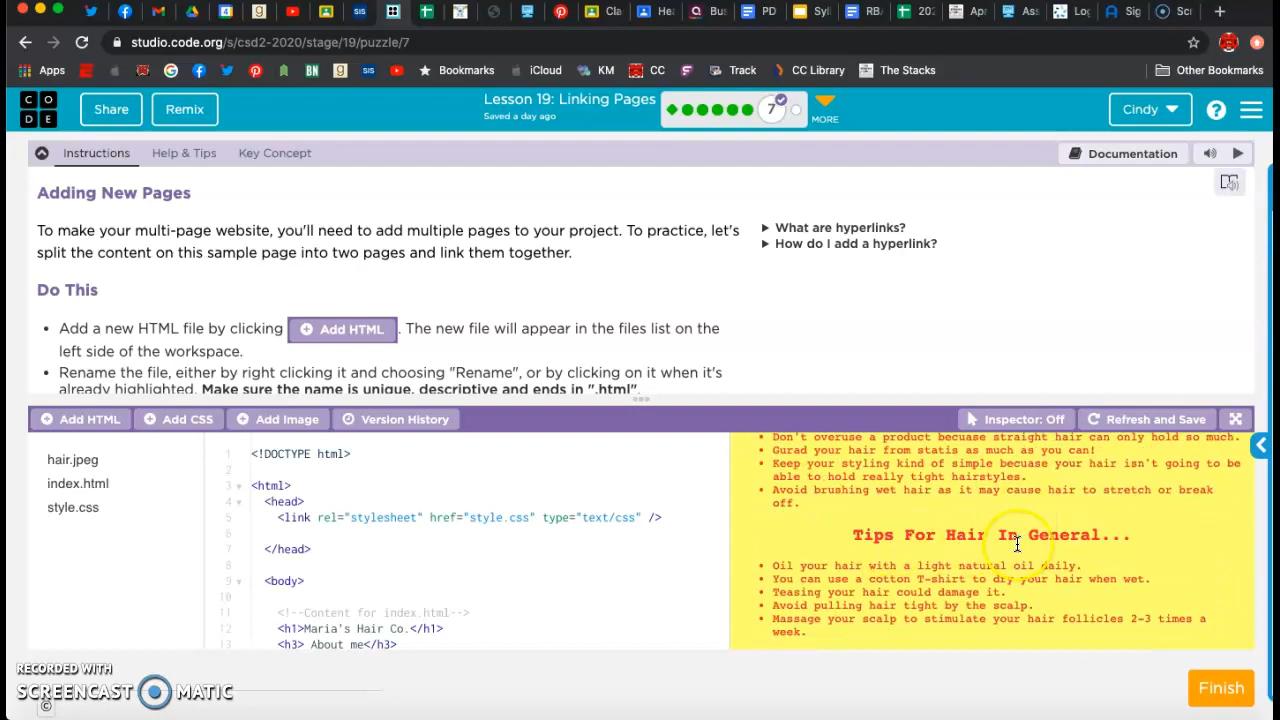 Cla
Hea
Bus
PD
Syll
RBA
202
App
Ass
Log
Sig
Scr
studio.code.org/s/csd2-2020/stage/19/puzzle/7
Apps
BN
SIS
Bookmarks
iCloud
KM
CC
Track
CC Library
The Stacks
Other Bookmarks
CODE
Share
Remix
Lesson 19: Linking Pages
Saved a day ago
7
MORE
Cindy
?
Instructions
Help & Tips
Key Concept
Documentation
Adding New Pages
To make your multi-page website, you'll need to add multiple pages to your project. To practice, let's
split the content on this sample page into two pages and link them together.
What are hyperlinks?
How do I add a hyperlink?
Do This
• Add a new HTML file by clicking Add HTML. The new file will appear in the files list on the
left side of the workspace.
• Rename the file, either by right clicking it and choosing "Rename", or by clicking on it when it's
already highlighted. Make sure the name is unique, descriptive and ends in ".html".
Add HTML
Add CSS
Add Image
Version History
Inspector: Off
Refresh and Save
hair.jpeg
index.html
style.css
1 <!DOCTYPE html>
2
3 <html>
4 <head>
5 <link rel="stylesheet" href="style.css" type="text/css" />
6
7 </head>
8
9 <body>
10
11 <!--Content for index.html-->
12 <h1>Maria's Hair Co.</h1>
13 <h3> About me</h3>
• Don't overuse a product becuase straight hair can only hold so much.
• Gurad your hair from statis as much as you can!
• Keep your styling kind of simple becuase your hair isn't going to be
able to hold really tight hairstyles.
• Avoid brushing wet hair as it may cause hair to stretch or break
off.
Tips For Hair In General...
• Oil your hair with a light natural oil daily.
• You can use a cotton T-shirt to dry your hair when wet.
• Teasing your hair could damage it.
• Avoid pulling hair tight by the scalp.
• Massage your scalp to stimulate your hair follicles 2-3 times a
week.
RECORDED WITH
SCREENCAST MATIC
©
Finish